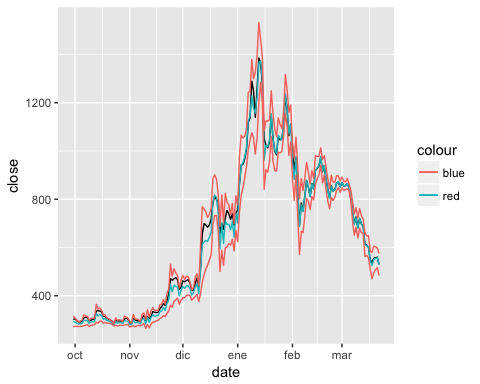 close
1200
800
400
oct
nov
dic
ene
feb
mar
date
colour
blue
red